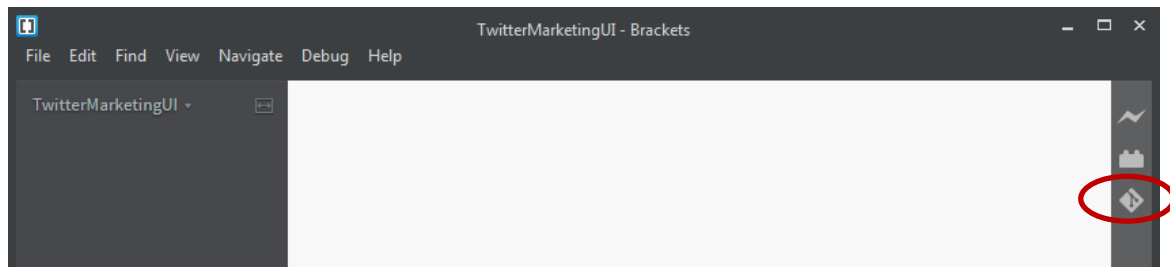 TwitterMarketingUI - Brackets
File Edit Find View Navigate Debug Help
TwitterMarketingUI